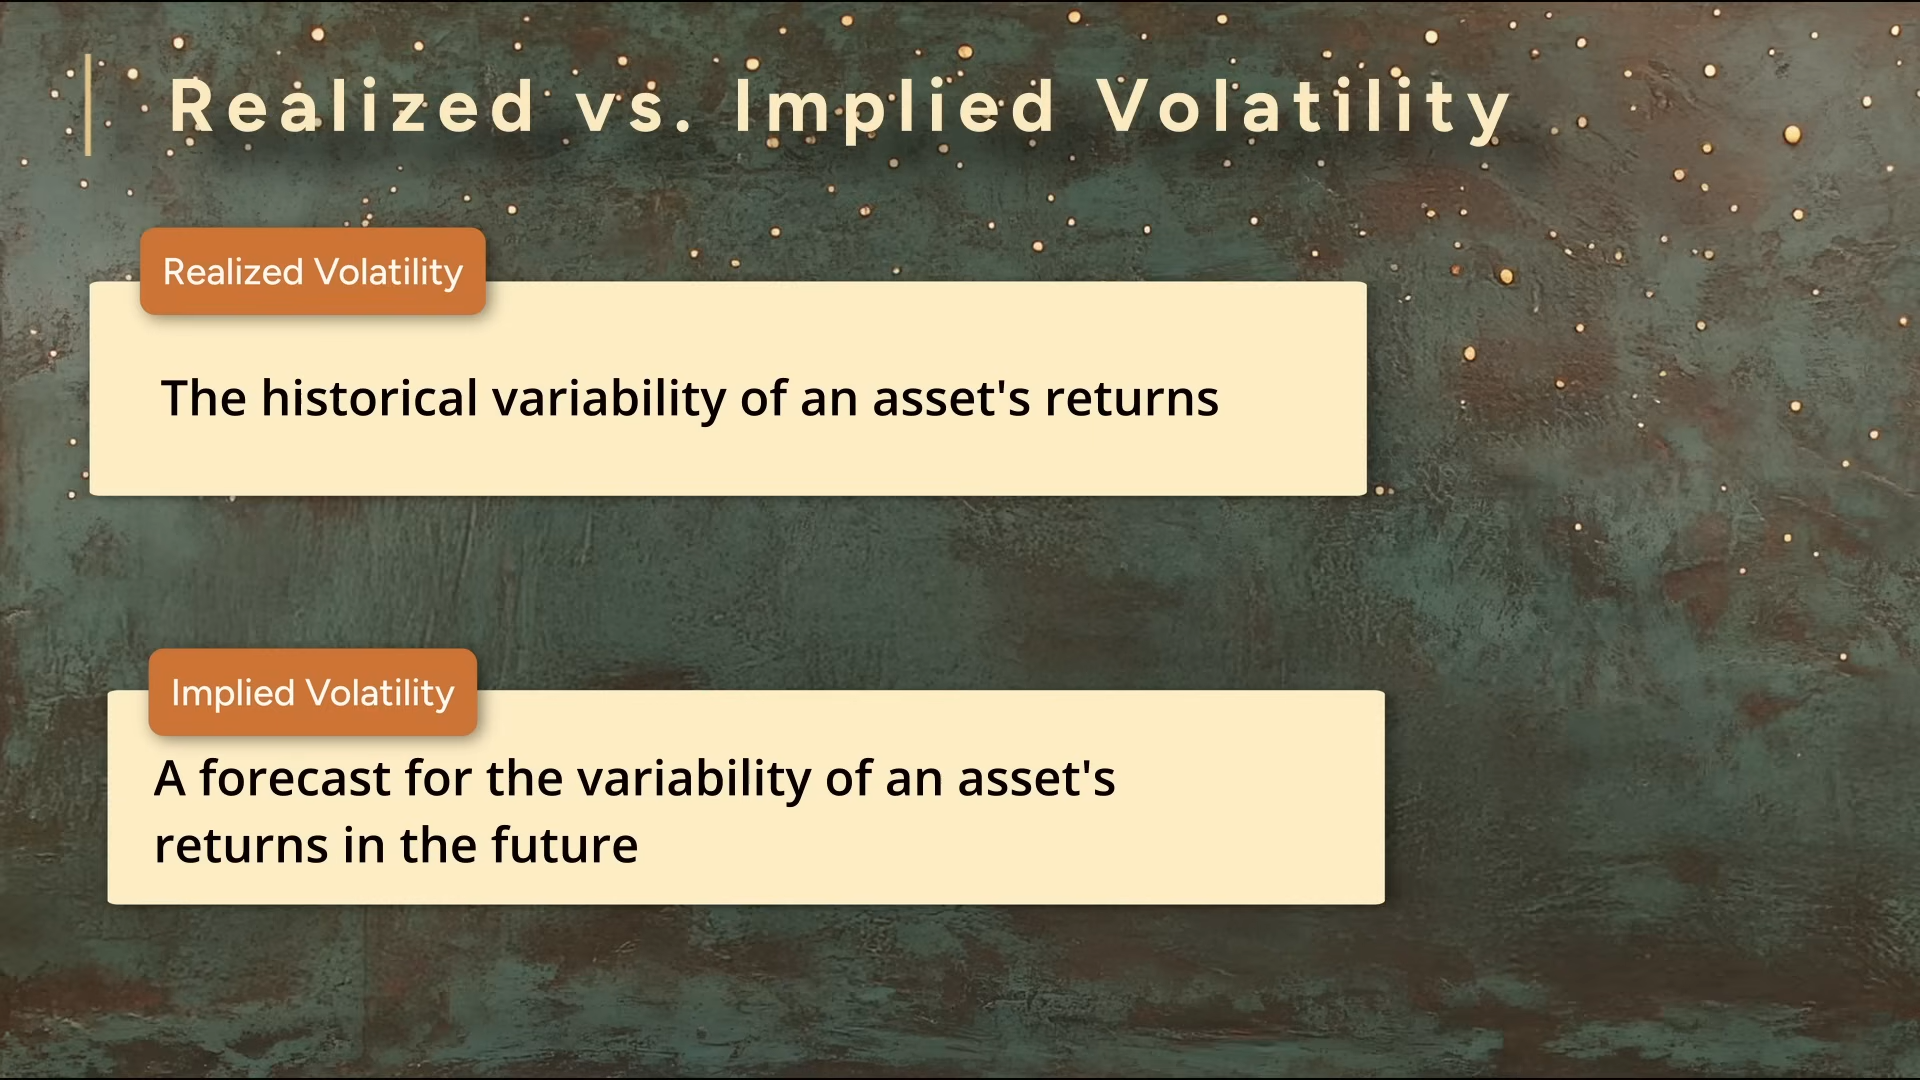 Realized vs. Implied Volatility
Realized Volatility
The historical variability of an asset's returns
Implied Volatility
A forecast for the variability of an asset's
returns in the future